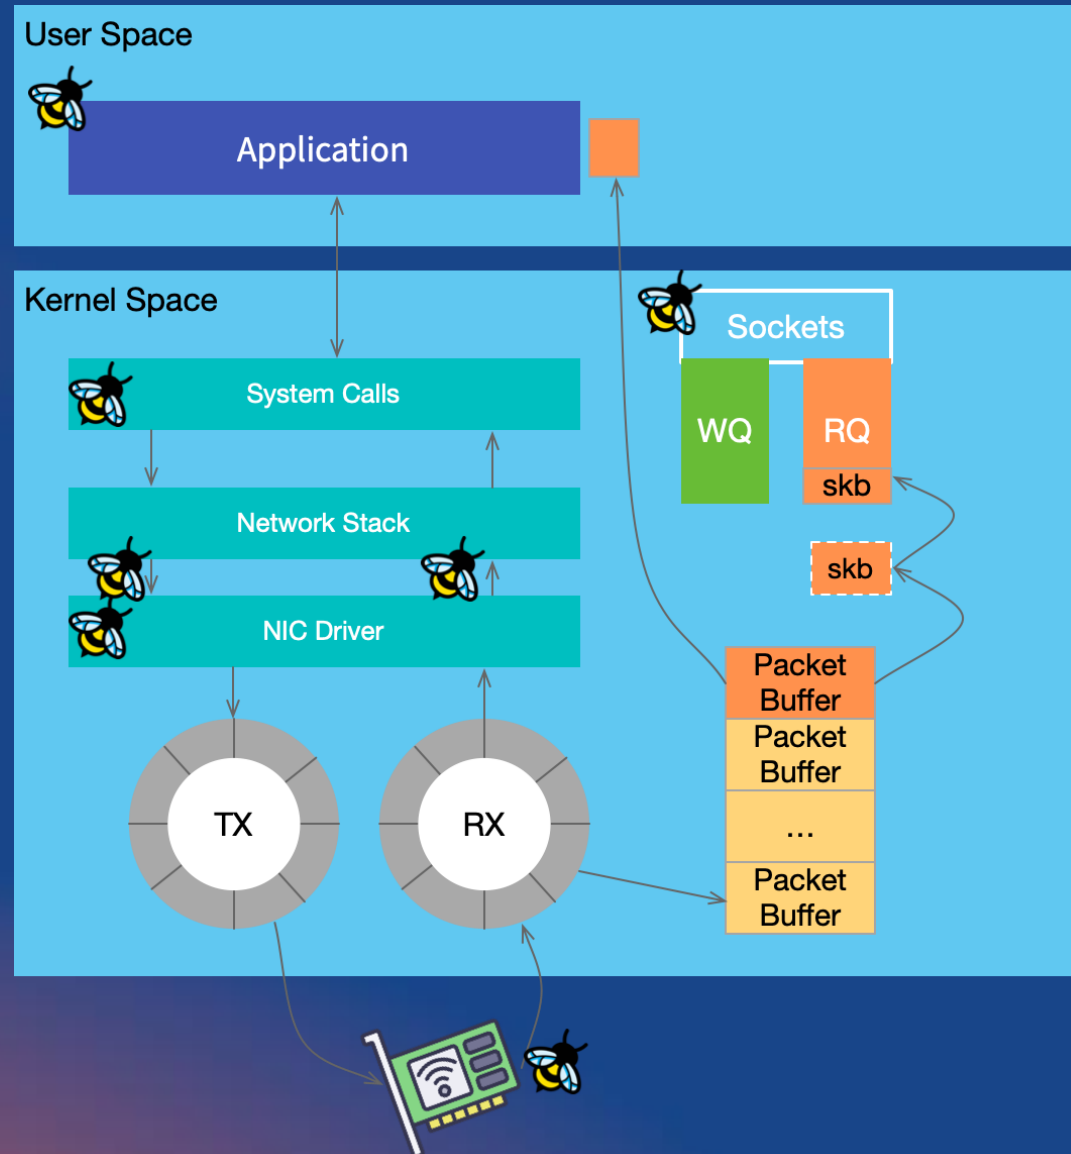 User Space
Application
Kernel Space
Sockets
System Calls
WQ
RQ
skb
Network Stack
skb
NIC Driver
Packet
Buffer
Packet
Buffer
...
Packet
Buffer
TX
RX